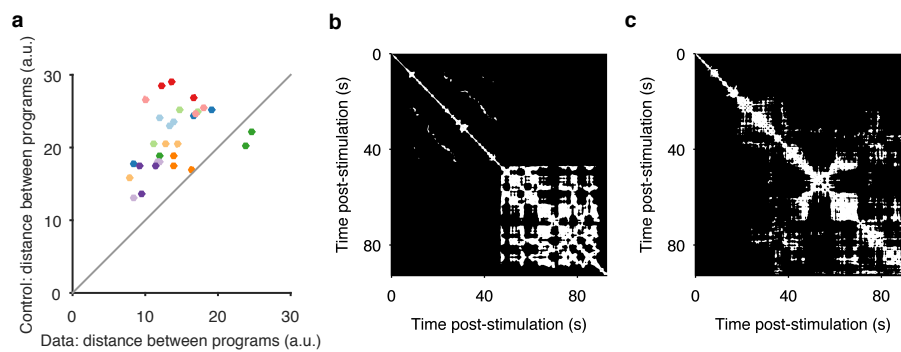 a
Control: distance between programs (a.u.)
30
20
10
0
0
10
20
30
Data: distance between programs (a.u.)
b
Time post-stimulation (s)
0
40
80
0
40
80
Time post-stimulation (s)
c
Time post-stimulation (s)
0
40
80
0
40
80
Time post-stimulation (s)